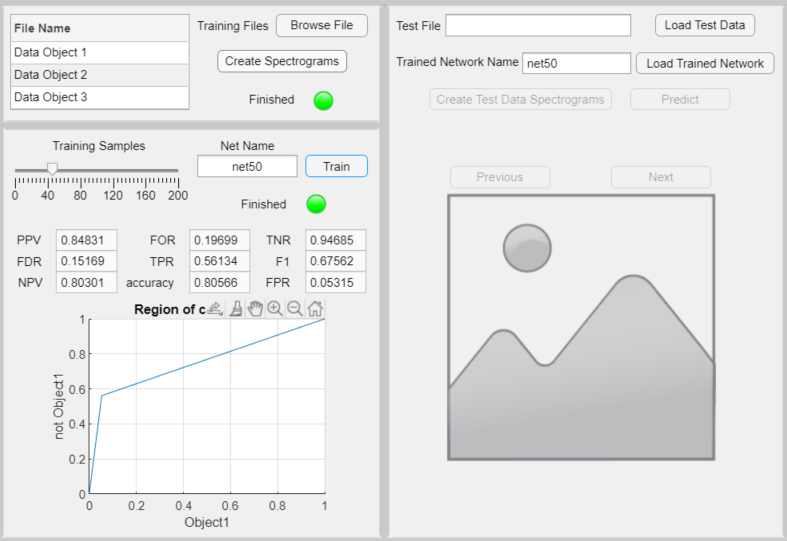 File Name
Data Object 1
Data Object 2
Data Object 3
Training Files
Browse File
Create Spectrograms
Finished
Training Samples
0 40 80 120 160 200
Net Name
net50
Train
Finished
PPV 0.84831 FOR 0.19699 TNR 0.94685
FDR 0.15169 TPR 0.56134 F1 0.67562
NPV 0.80301 accuracy 0.80566 FPR 0.05315
Region of c
1
0.8
0.6
0.4
0.2
0
not Object1
0 0.2 0.4 0.6 0.8 1
Object1
Test File
Load Test Data
Trained Network Name
net50
Load Trained Network
Create Test Data Spectrograms
Predict
Previous
Next